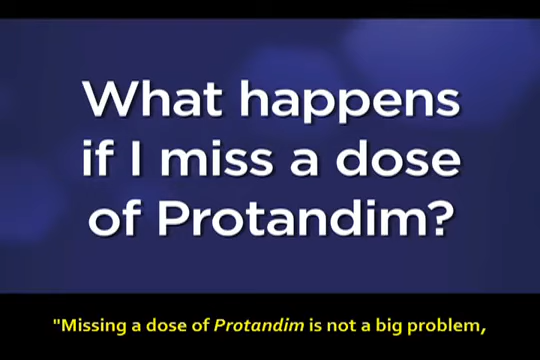 What happens
if I miss a dose
of Protandim?
"Missing a dose of Protandim is not a big problem,